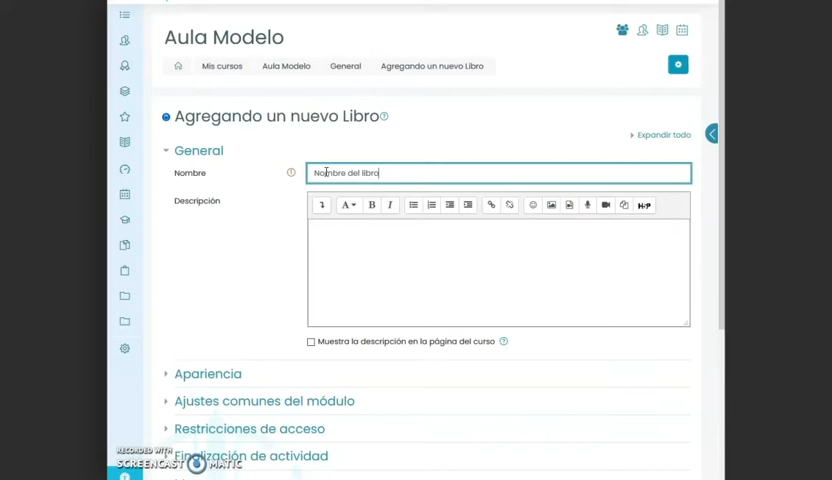 Aula Modelo
Mis cursos Aula Modelo General Agregando un nuevo Libro
Agregando un nuevo Libro
Expandir todo
General
Nombre
Nombre del libro
Descripción
A B I H-P
Muestra la descripción en la página del curso
Apariencia
Ajustes comunes del módulo
Restricciones de acceso
Finalización de actividad
RECORDED WITH
SCREENCAST MATIC